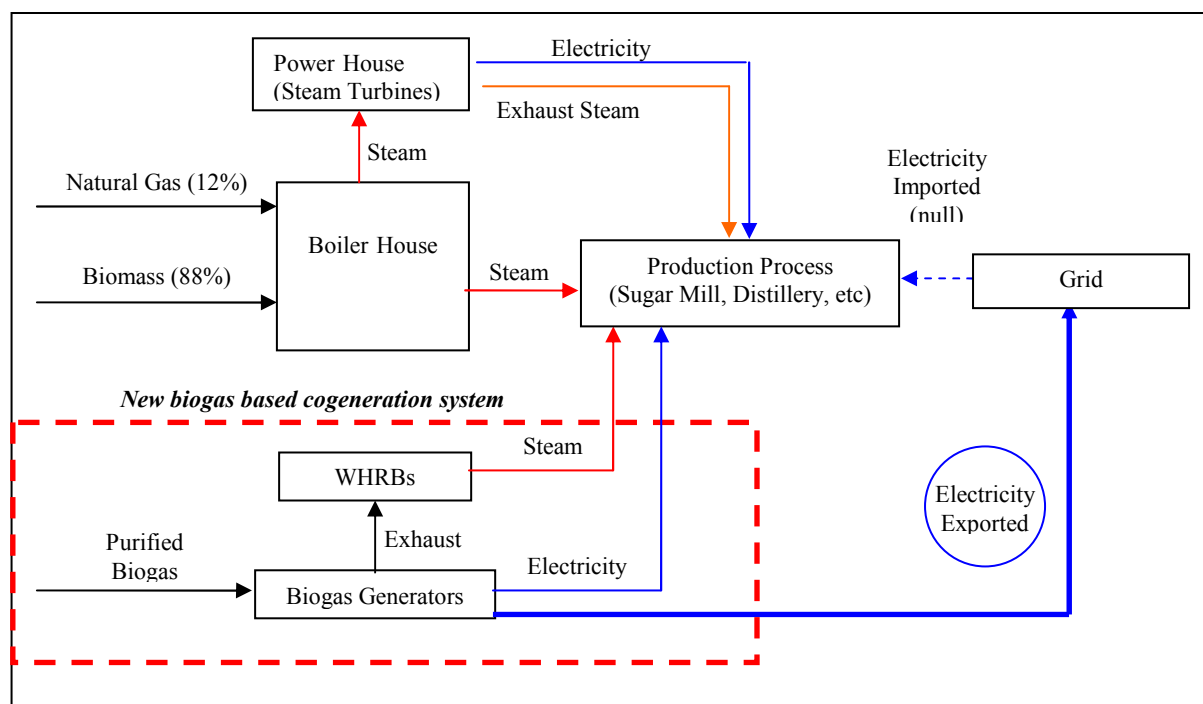 Power House
(Steam Turbines)
Electricity
Exhaust Steam
Steam
Natural Gas (12%)
Biomass (88%)
Boiler House
Steam
Production Process
(Sugar Mill, Distillery, etc)
Electricity
Imported
(null)
Grid
New biogas based cogeneration system
Steam
WHRBs
Exhaust
Purified
Biogas
Biogas Generators
Electricity
Electricity
Exported